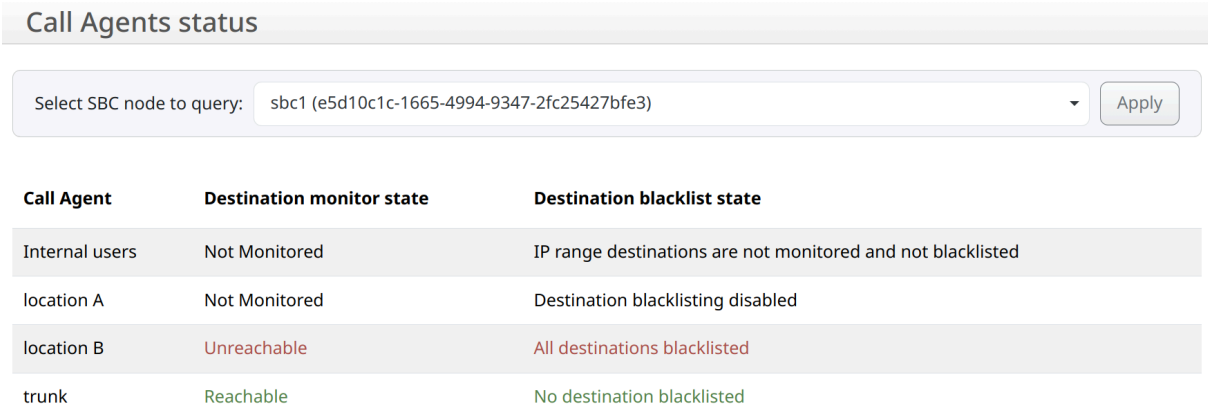 Call Agents status
Select SBC node to query: sbc1 (e5d10c1c-1665-4994-9347-2fc25427bfe3) Apply
Call Agent Destination monitor state Destination blacklist state
Internal users Not Monitored IP range destinations are not monitored and not blacklisted
location A Not Monitored Destination blacklisting disabled
location B Unreachable All destinations blacklisted
trunk Reachable No destination blacklisted